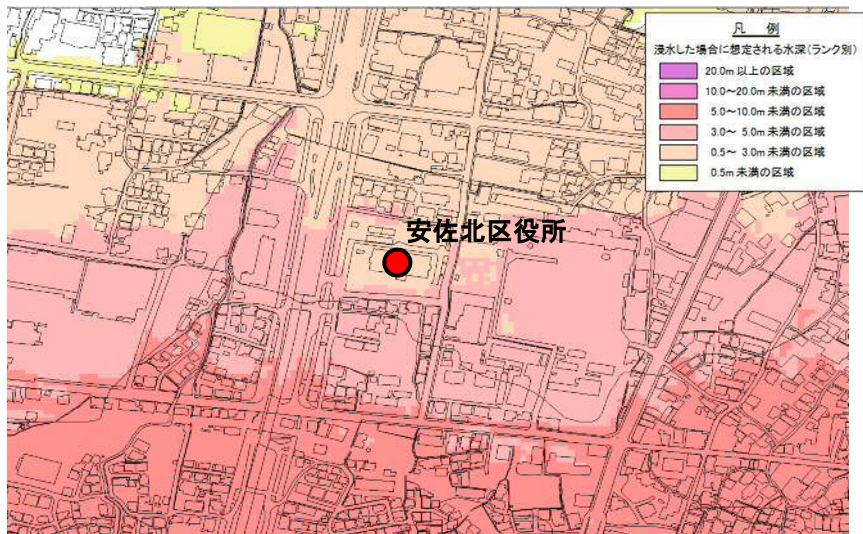 凡 例
浸水した場合に想定される水深(ランク別)
20.0m 以上の区域
10.0~20.0m 未満の区域
5.0~10.0m 未満の区域
3.0~ 5.0m 未満の区域
0.5~ 3.0m 未満の区域
0.5m 未満の区域
安佐北区役所